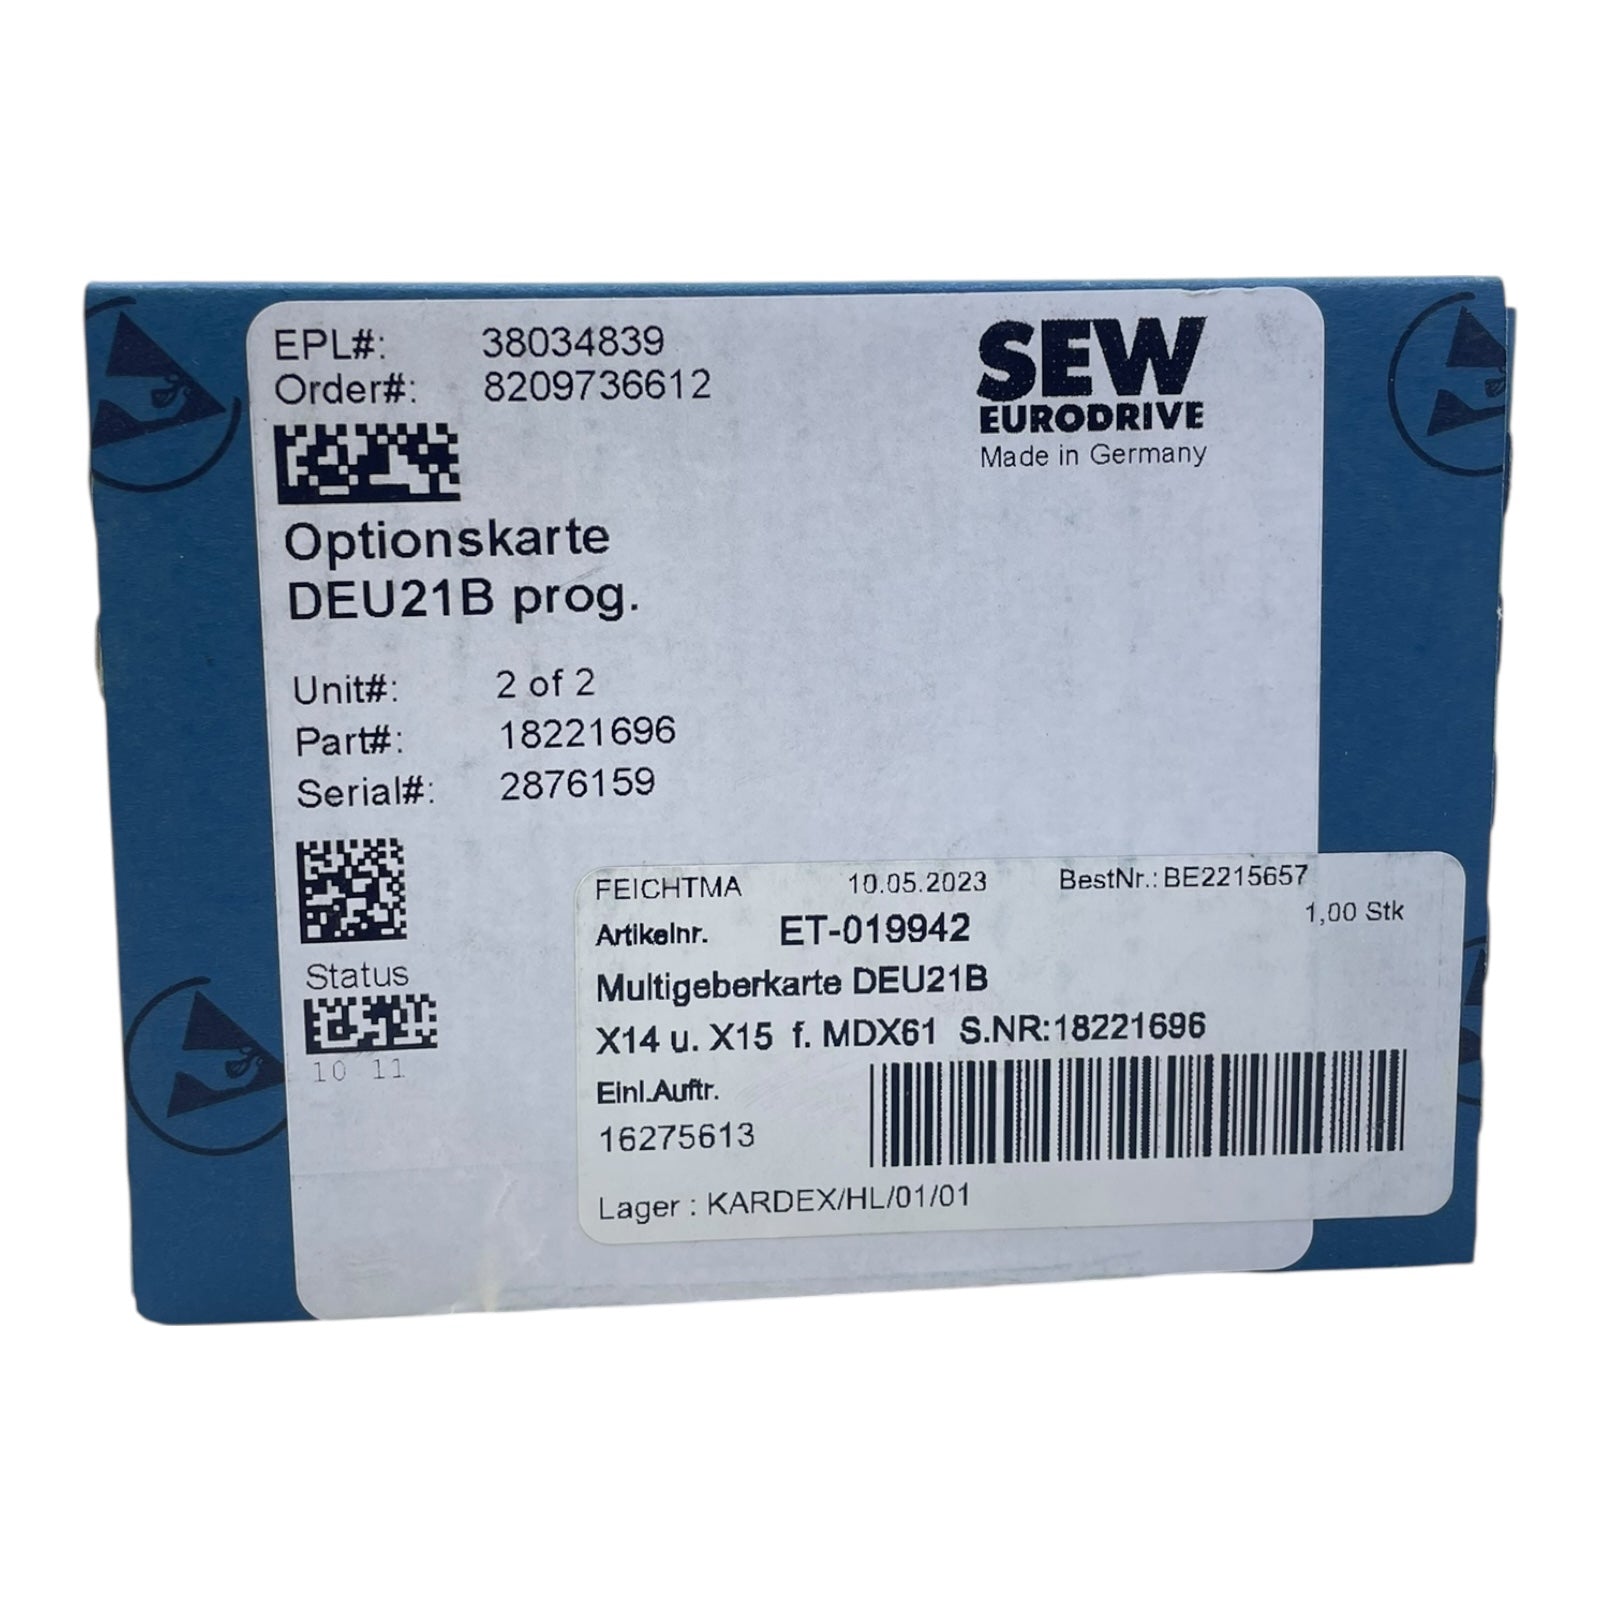 EPL#: 38034839
Order#: 8209736612
SEW
EURODRIVE
Made in Germany
Optionskarte
DEU21B prog.
Unit#: 2 of 2
Part#: 18221696
Serial#: 2876159
Status
10 11
FEICHTMA 10.05.2023 BestNr.: BE2215657
1,00 Stk
Artikelnr. ET-019942
Multigeberkarte DEU21B
X14 u. X15 f. MDX61 S.NR:18221696
Einl.Auftr.
16275613
Lager : KARDEX/HL/01/01